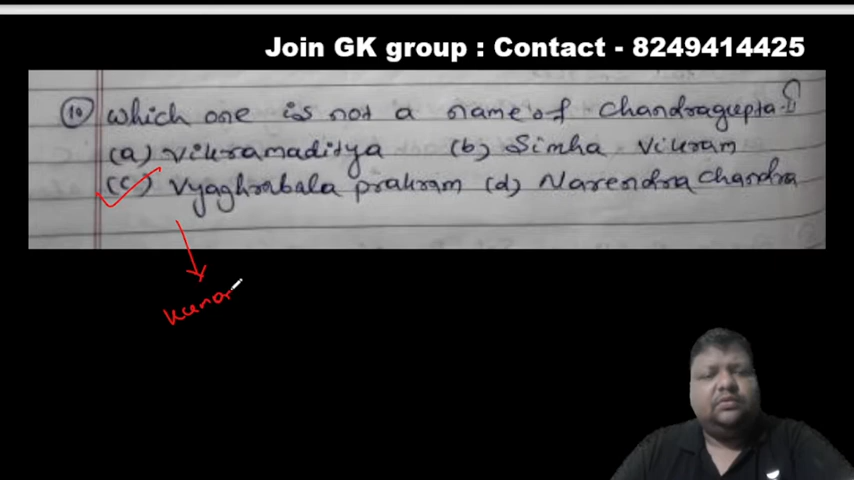 Join GK group : Contact - 8249414425
(10) which one is not a name of chandragupta-II
(a) vikramaditya (b) Simha Vikram
(c) Vyaghrabala prakram (d) Narendra chandra